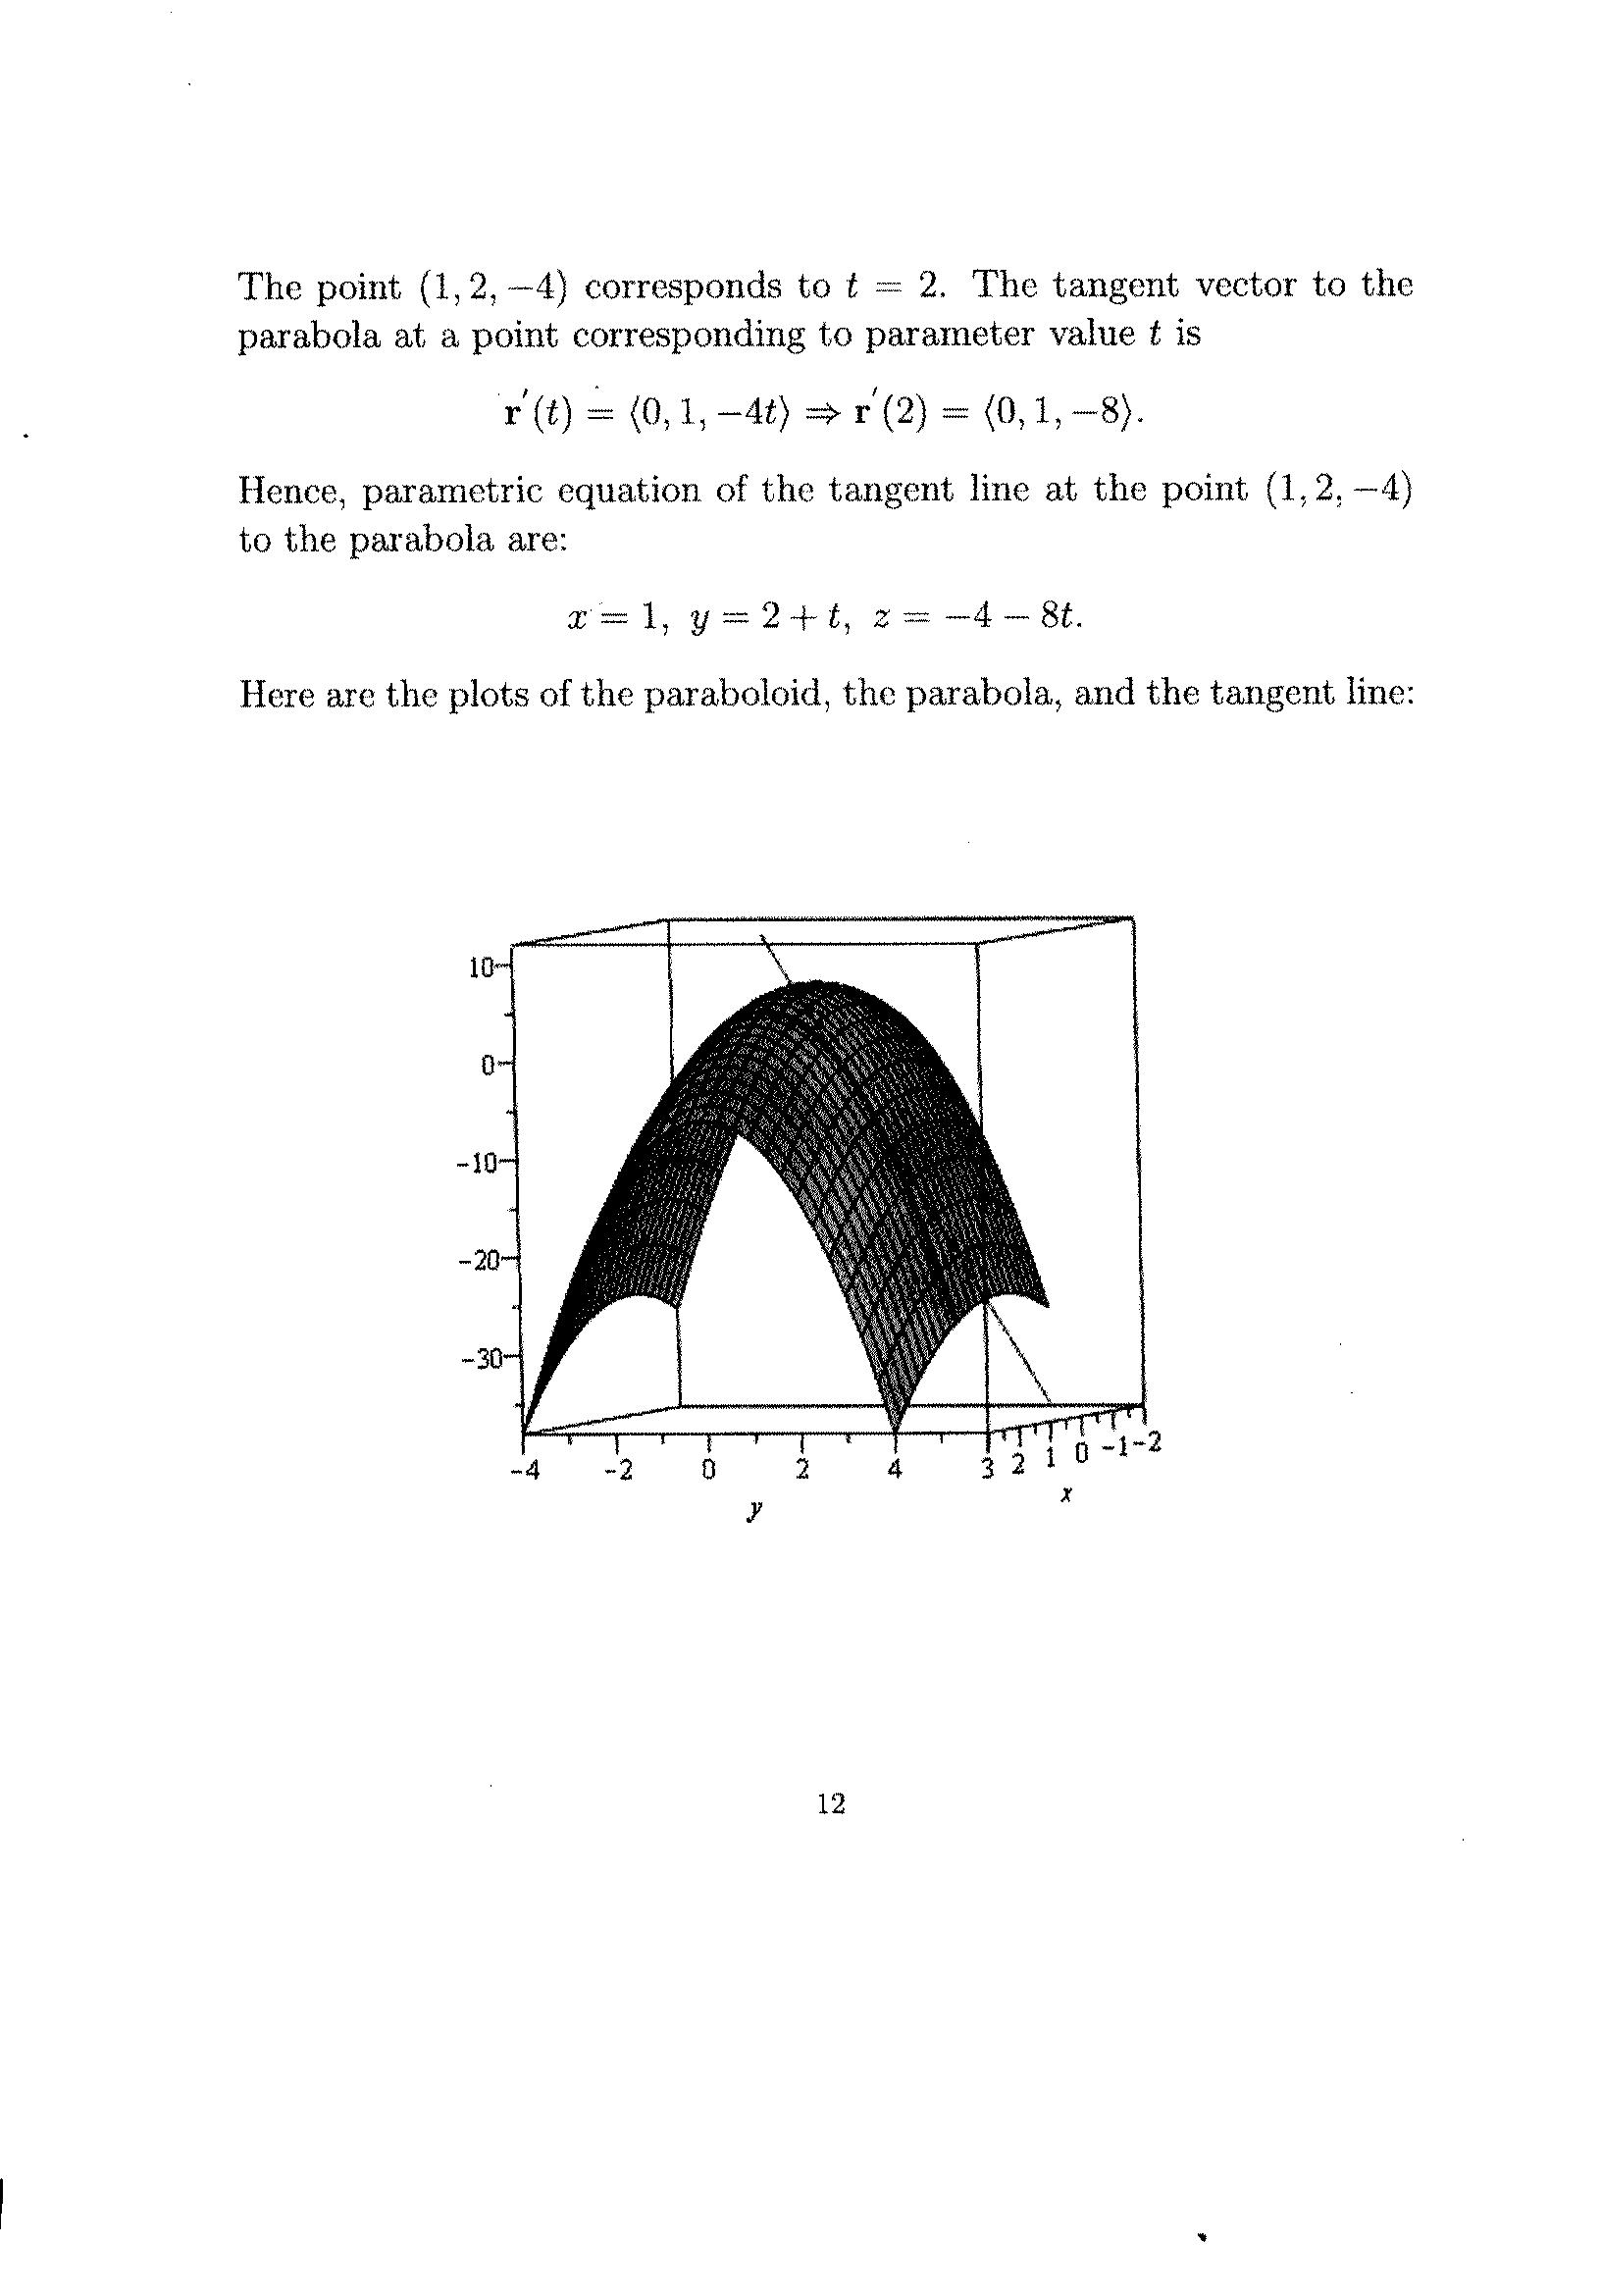 The point (1, 2, −4) corresponds to t = 2. The tangent vector to the
parabola at a point corresponding to parameter value t is
r′(t) = ⟨0, 1, −4t⟩ ⇒ r′(2) = ⟨0, 1, −8⟩.
Hence, parametric equation of the tangent line at the point (1, 2, −4)
to the parabola are:
x = 1, y = 2 + t, z = −4 − 8t.
Here are the plots of the paraboloid, the parabola, and the tangent line:
10
0
−10
−20
−30
−4 −2 0 2 4 3 2 1 0 −1 −2
y x
12